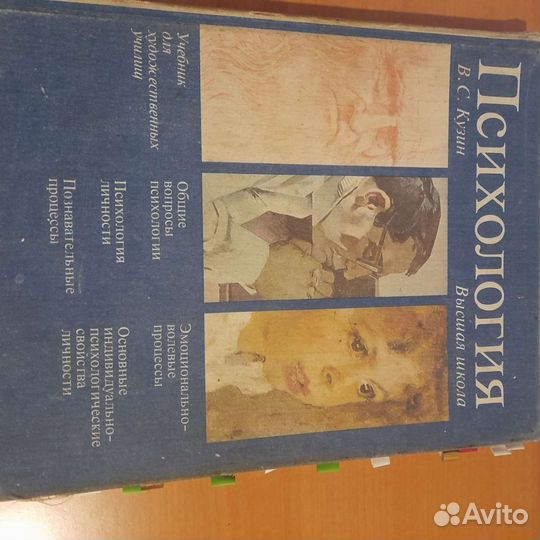 Психология
В. С. Кузин
Высшая школа
Учебник
для
художественных
училищ
Общие
вопросы
психологии
Психология
личности
Познавательные
процессы
Эмоционально-
волевые
процессы
Основные
индивидуально-
психологические
свойства
личности
Avito